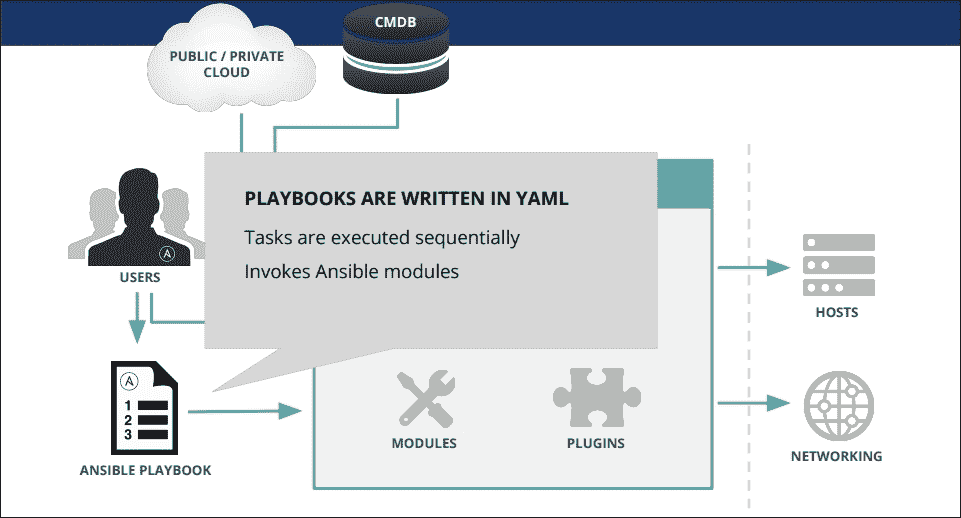 PUBLIC / PRIVATE
CLOUD
CMDB
PLAYBOOKS ARE WRITTEN IN YAML
Tasks are executed sequentially
Invokes Ansible modules
A
USERS
HOSTS
A
1
2
3
MODULES
PLUGINS
ANSIBLE PLAYBOOK
NETWORKING